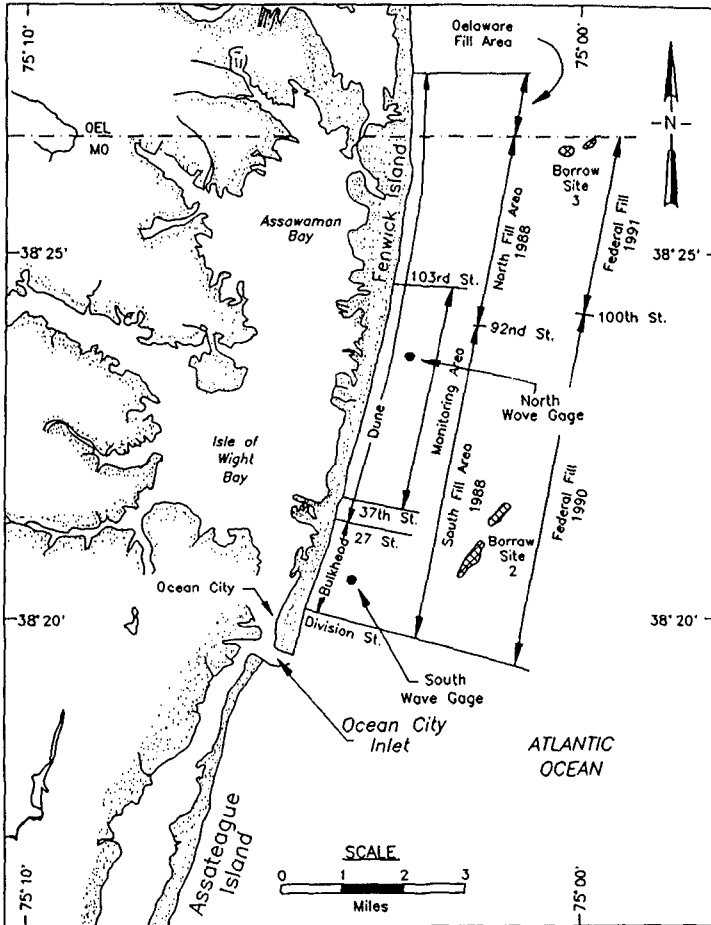 75° 10'
Oelaware
Fill Area
75° 00'
N
OEL
MO
Borrow
Site
3
Fenwick Island
Assawoman
Bay
North Fill Area
1988
Federal Fill
1991
38° 25'
38° 25'
103rd St.
100th St.
92nd St.
North
Wave Gage
Dune
Monitoring Area
Isle of
Wight
Bay
South Fill Area
1988
Federal Fill
1990
37th St.
27 St.
Borraw
Site
2
Bulkhead
Ocean City
38° 20'
Division St.
38° 20'
South
Wave Gage
Ocean City
Inlet
ATLANTIC
OCEAN
Assateague
Island
SCALE
0 1 2 3
Miles
75° 10'
75° 00'